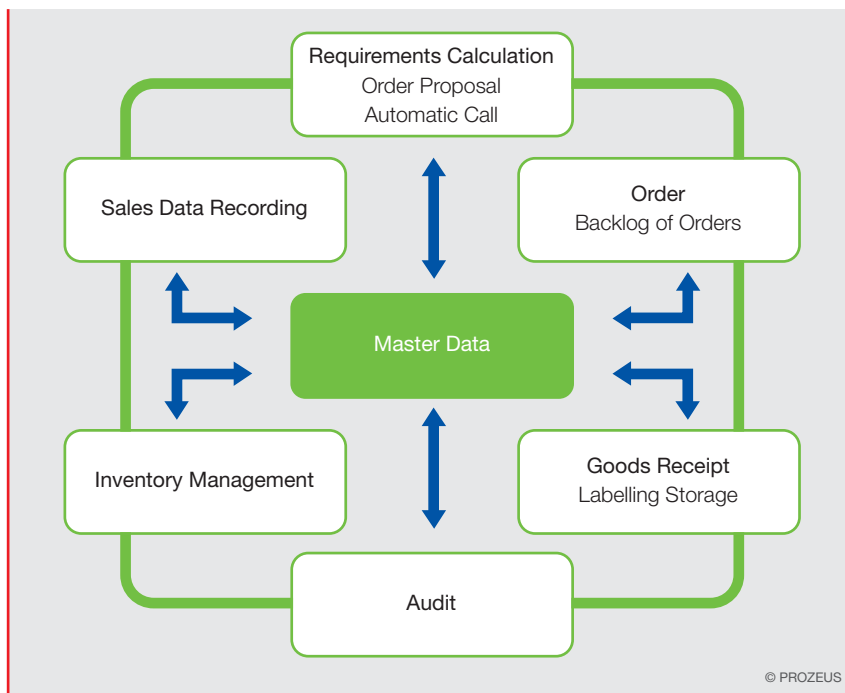 Requirements Calculation
Order Proposal
Automatic Call
Sales Data Recording
Order
Backlog of Orders
Master Data
Inventory Management
Goods Receipt
Labelling Storage
Audit
© PROZEUS